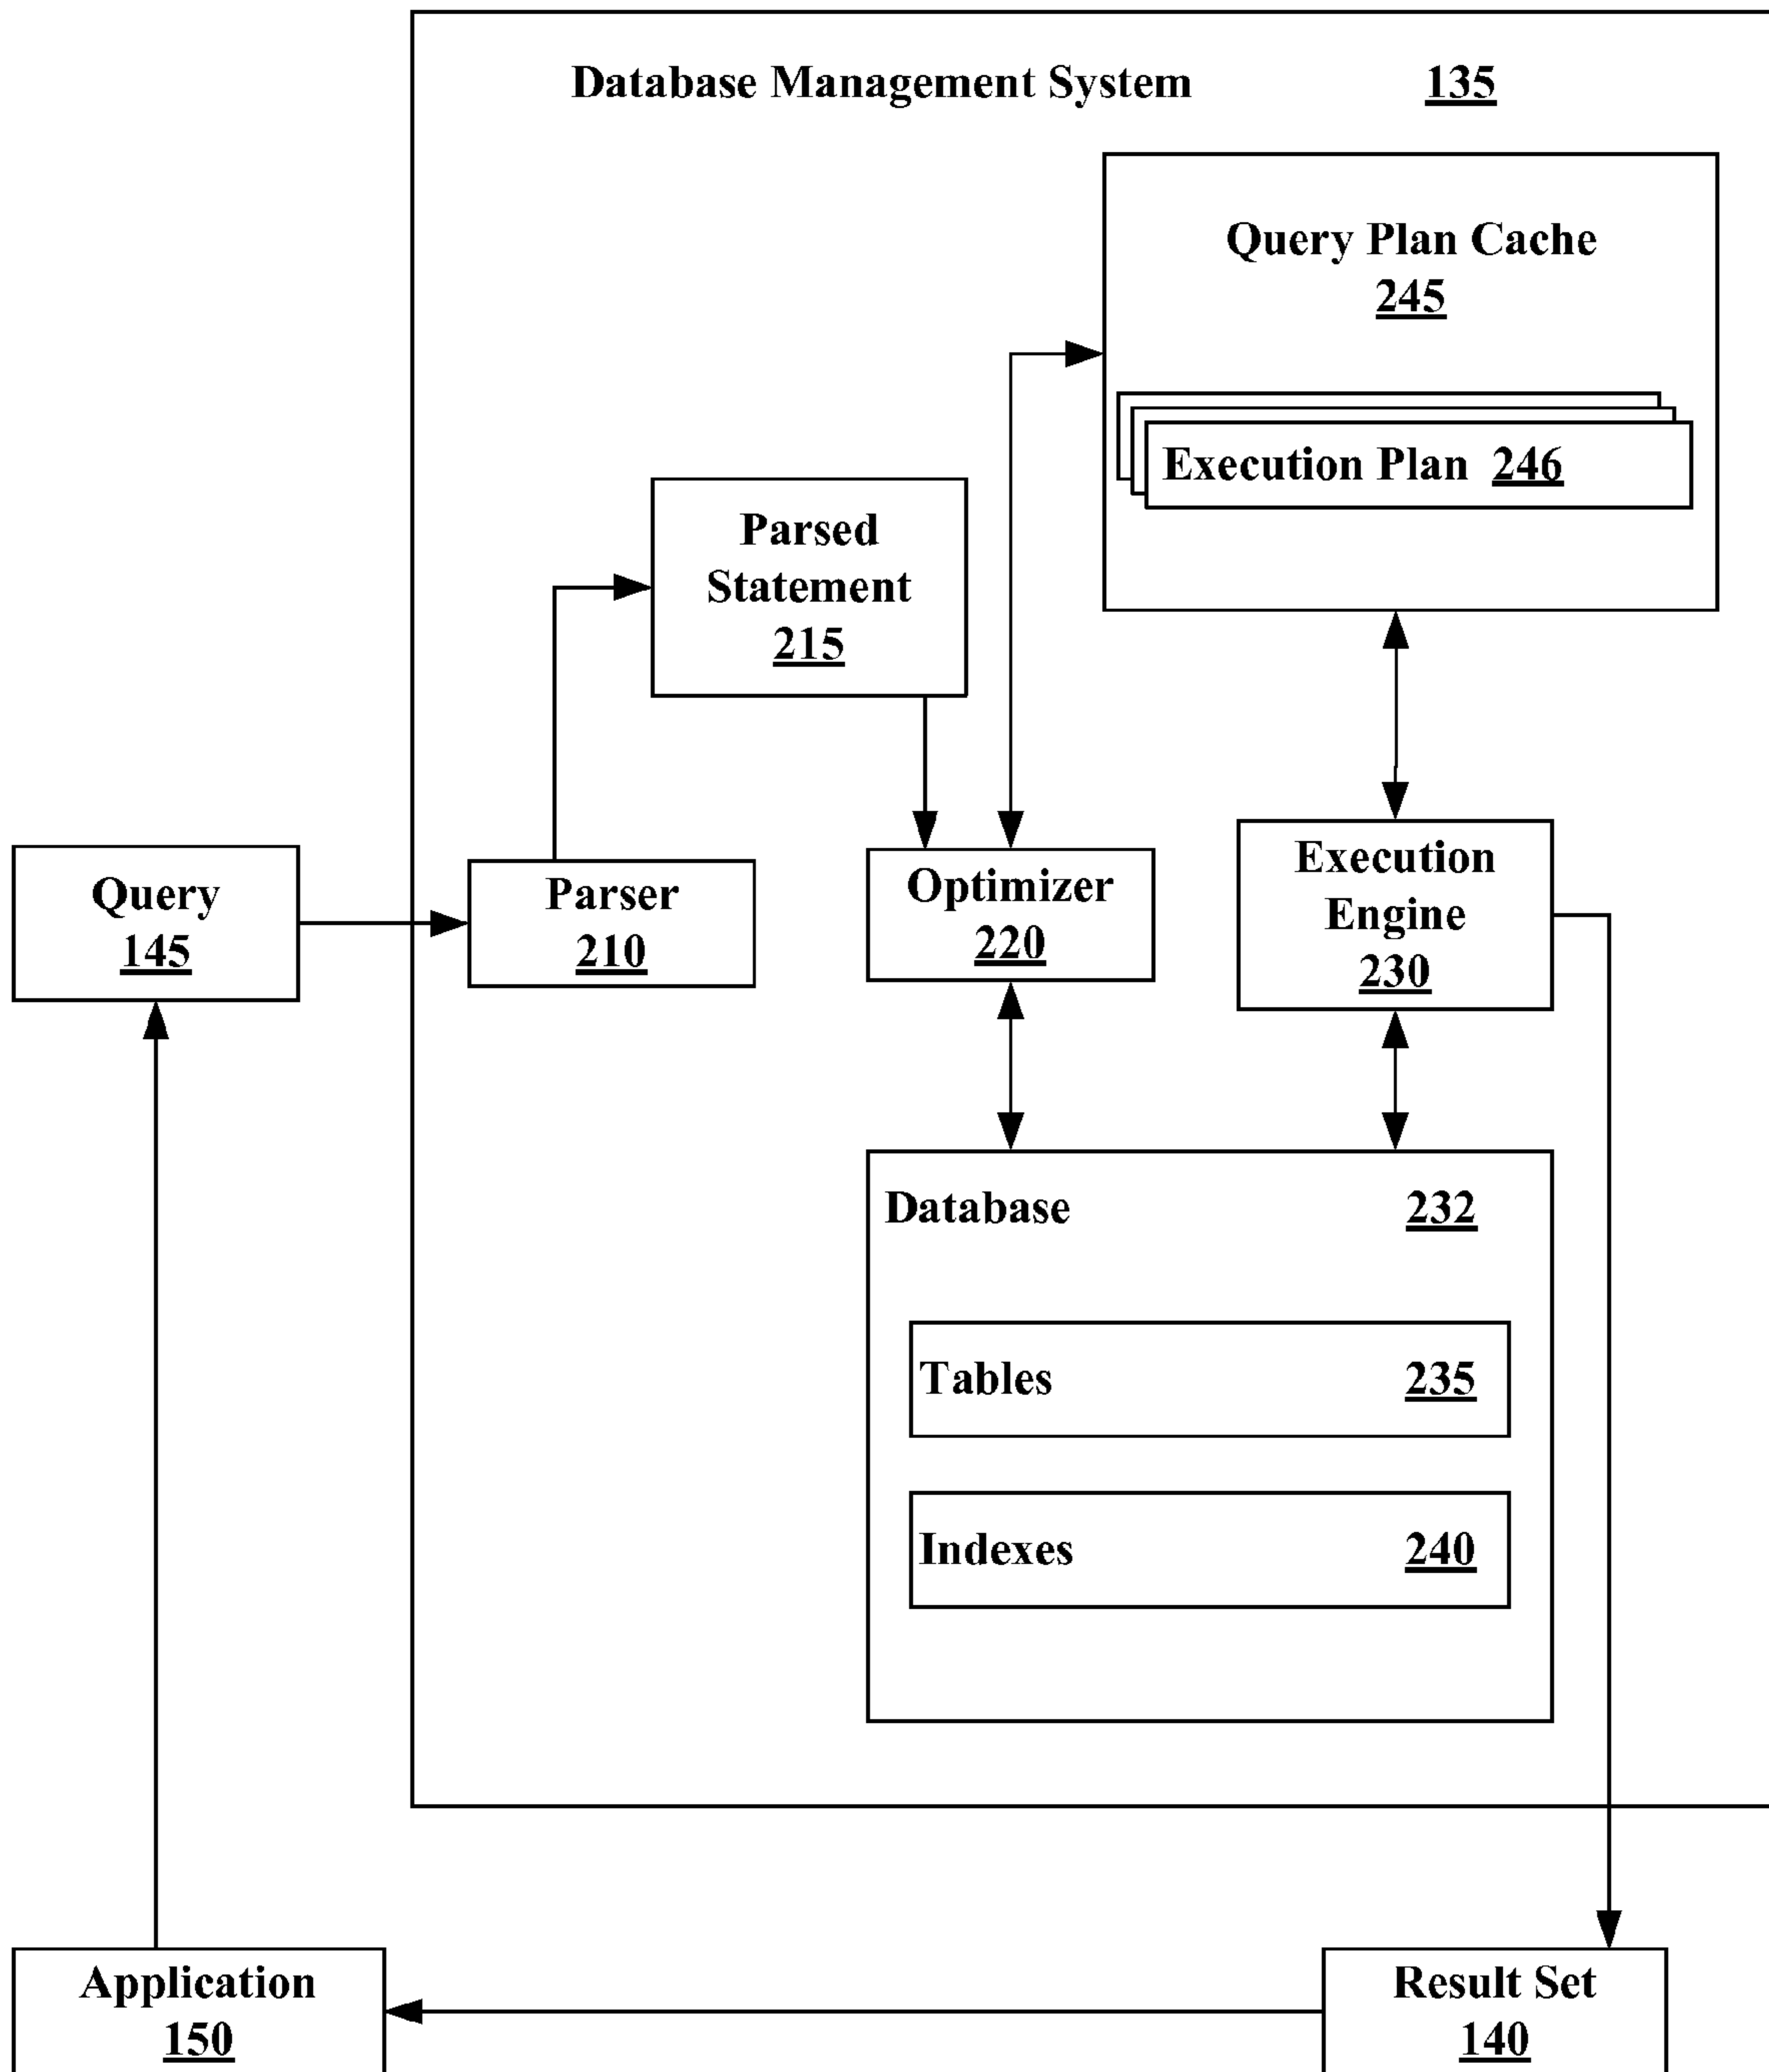 Database Management System 135
Query Plan Cache
245
Execution Plan 246
Parsed
Statement
215
Query
145
Parser
210
Optimizer
220
Execution
Engine
230
Database 232
Tables 235
Indexes 240
Application
150
Result Set
140